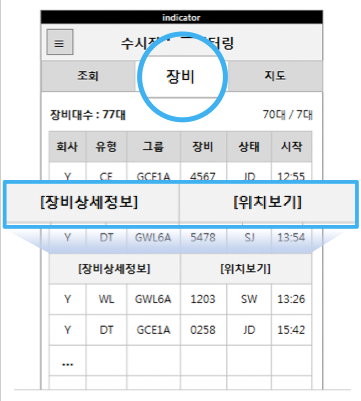 indicator
≡ 수시 터링
조회 장비 지도
장비대수 : 77대 70대 / 7대
회사 유형 그룹 장비 상태 시작
Y CE GCE1A 4567 JD 12:55
[장비상세정보] [위치보기]
Y DT GWL6A 5478 SJ 13:54
[장비상세정보] [위치보기]
Y WL GWL6A 1203 SW 13:26
Y DT GCE1A 0258 JD 15:42
...